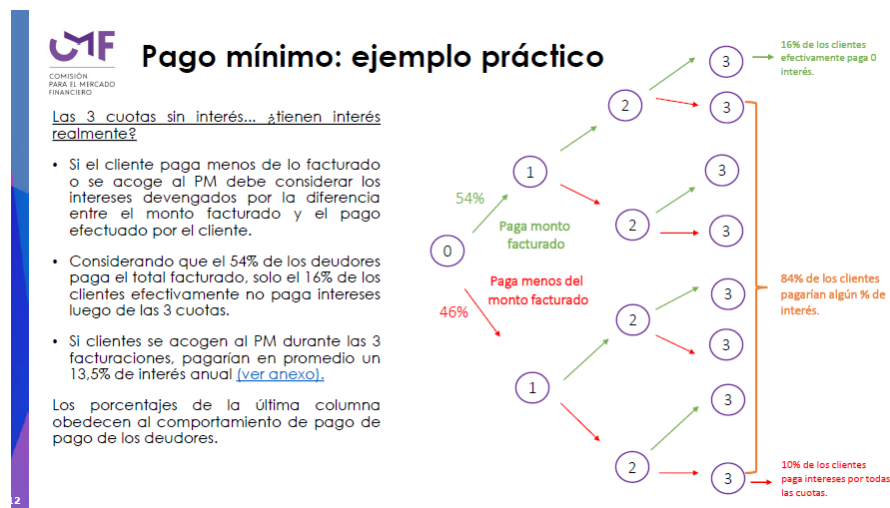 CMF
COMISIÓN
PARA EL MERCADO
FINANCIERO
Pago mínimo: ejemplo práctico
Las 3 cuotas sin interés... ¿tienen interés
realmente?
• Si el cliente paga menos de lo facturado
o se acoge al PM debe considerar los
intereses devengados por la diferencia
entre el monto facturado y el pago
efectuado por el cliente.
• Considerando que el 54% de los deudores
paga el total facturado, solo el 16% de los
clientes efectivamente no paga intereses
luego de las 3 cuotas.
• Si clientes se acogen al PM durante las 3
facturaciones, pagarían en promedio un
13,5% de interés anual (ver anexo).
Los porcentajes de la última columna
obedecen al comportamiento de pago de
pago de los deudores.
0
54%
46%
Paga monto
facturado
Paga menos del
monto facturado
1
1
2
2
2
2
3
3
3
3
3
3
3
3
16% de los clientes
efectivamente paga 0
interés.
84% de los clientes
pagarían algún % de
interés.
10% de los clientes
paga intereses por todas
las cuotas.
12